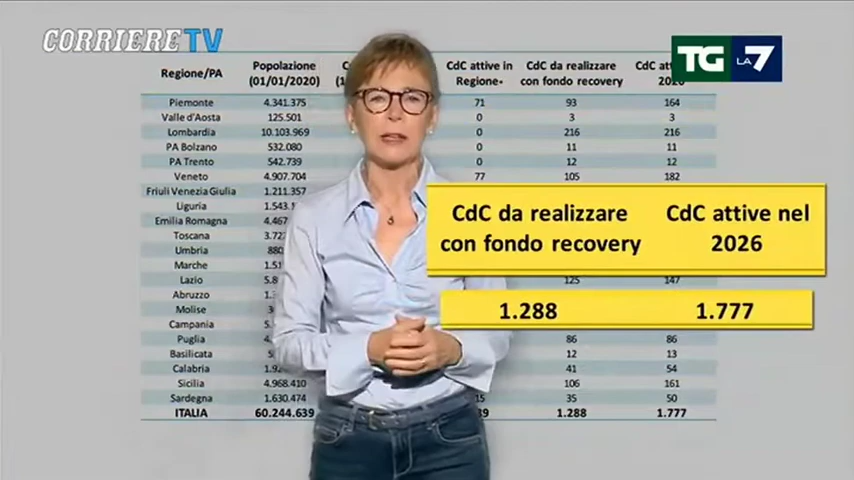 CORRIERE TV
TG LA 7
Regione/PA Popolazione (01/01/2020) CdC attive in Regione* CdC da realizzare con fondo recovery
Piemonte 4.341.375 71 93 164
Valle d'Aosta 125.501 0 3 3
Lombardia 10.103.969 0 216 216
PA Bolzano 532.080 0 11 11
PA Trento 542.739 0 12 12
Veneto 4.907.704 77 105 182
Friuli Venezia Giulia 1.211.357
Liguria
Emilia Romagna
Toscana
Umbria
Marche
Lazio 125 147
Abruzzo
Molise
Campania
Puglia 86 86
Basilicata 12 13
Calabria 41 54
Sicilia 4.968.410 106 161
Sardegna 1.630.474 15 35 50
ITALIA 60.244.639 1.288 1.777
CdC da realizzare con fondo recovery
CdC attive nel 2026
1.288 1.777